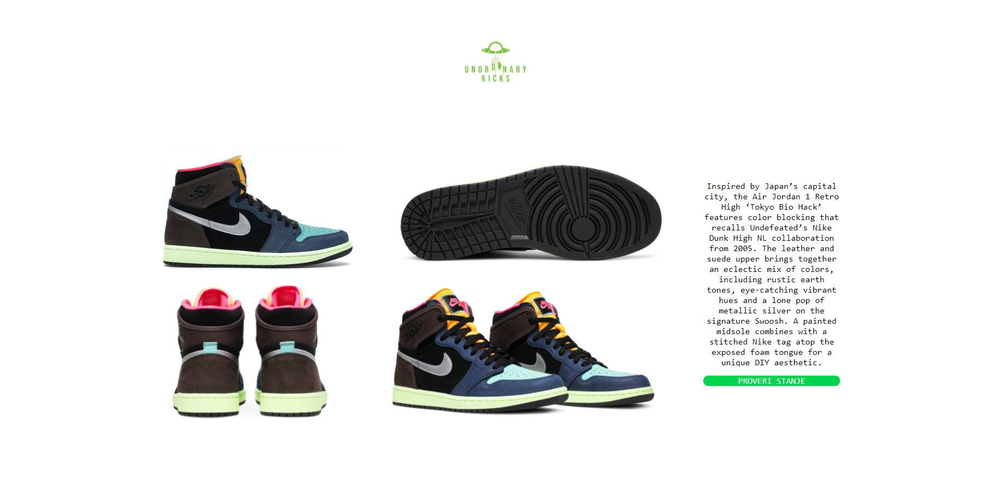 UNORDINARY
KICKS
Inspired by Japan’s capital
city, the Air Jordan 1 Retro
High ‘Tokyo Bio Hack’
features color blocking that
recalls Undefeated’s Nike
Dunk High NL collaboration
from 2005. The leather and
suede upper brings together
an eclectic mix of colors,
including rustic earth
tones, eye-catching vibrant
hues and a lone pop of
metallic silver on the
signature Swoosh. A painted
midsole combines with a
stitched Nike tag atop the
exposed foam tongue for a
unique DIY aesthetic.
PROVERI STANJE